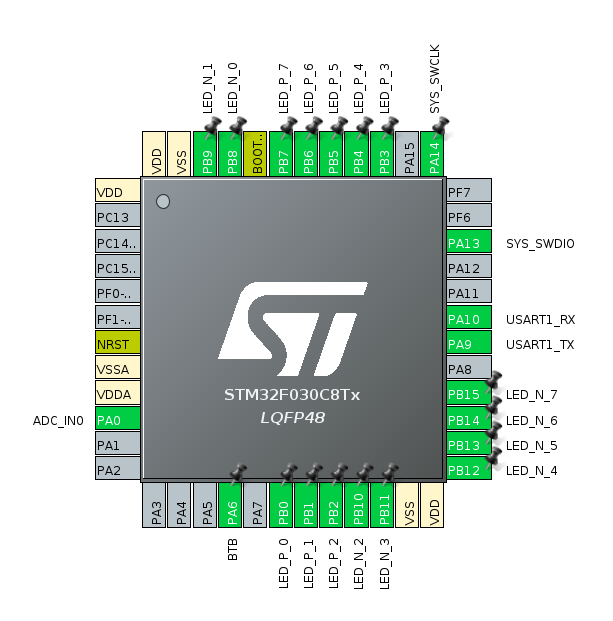 LED_N_1
LED_N_0
LED_P_7
LED_P_6
LED_P_5
LED_P_4
LED_P_3
SYS_SWCLK
VDD
VSS
PB9
PB8
BOOT..
PB7
PB6
PB5
PB4
PB3
PA15
PA14
VDD
PC13
PC14..
PC15..
PF0-..
PF1-..
NRST
VSSA
VDDA
ADC_IN0 PA0
PA1
PA2
PF7
PF6
PA13 SYS_SWDIO
PA12
PA11
PA10 USART1_RX
PA9 USART1_TX
PA8
PB15 LED_N_7
PB14 LED_N_6
PB13 LED_N_5
PB12 LED_N_4
ST
STM32F030C8Tx
LQFP48
PA3
PA4
PA5
PA6
PA7
PB0
PB1
PB2
PB10
PB11
VSS
VDD
BTB
LED_P_0
LED_P_1
LED_P_2
LED_N_2
LED_N_3